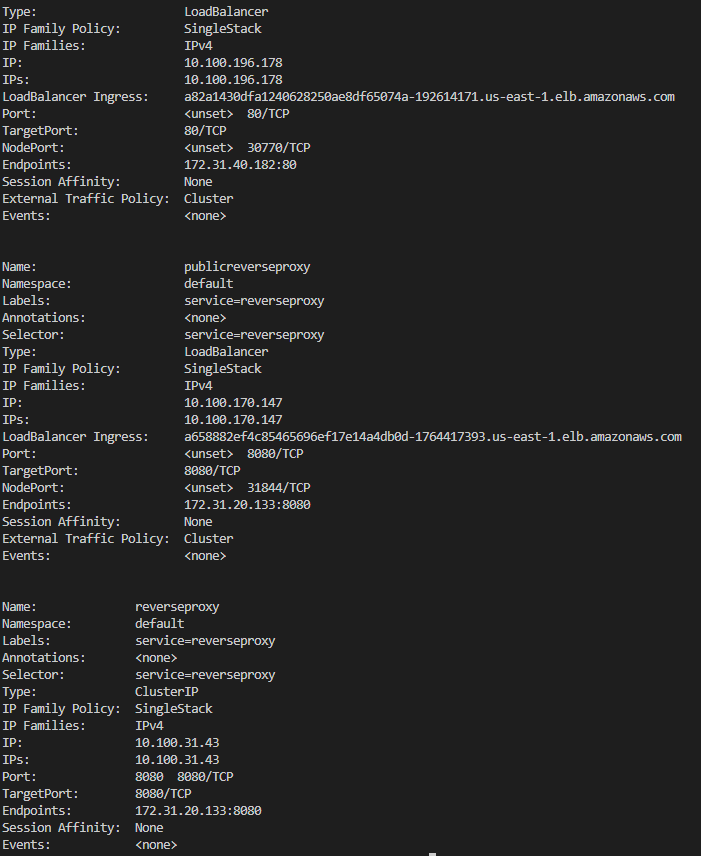 Type:                     LoadBalancer
IP Family Policy:         SingleStack
IP Families:              IPv4
IP:                       10.100.196.178
IPs:                      10.100.196.178
LoadBalancer Ingress:     a82a1430dfa1240628250ae8df65074a-192614171.us-east-1.elb.amazonaws.com
Port:                     <unset>  80/TCP
TargetPort:               80/TCP
NodePort:                 <unset>  30770/TCP
Endpoints:                172.31.40.182:80
Session Affinity:         None
External Traffic Policy:  Cluster
Events:                   <none>

Name:                     publicreverseproxy
Namespace:                default
Labels:                   service=reverseproxy
Annotations:              <none>
Selector:                 service=reverseproxy
Type:                     LoadBalancer
IP Family Policy:         SingleStack
IP Families:              IPv4
IP:                       10.100.170.147
IPs:                      10.100.170.147
LoadBalancer Ingress:     a658882ef4c85465696ef17e14a4db0d-1764417393.us-east-1.elb.amazonaws.com
Port:                     <unset>  8080/TCP
TargetPort:               8080/TCP
NodePort:                 <unset>  31844/TCP
Endpoints:                172.31.20.133:8080
Session Affinity:         None
External Traffic Policy:  Cluster
Events:                   <none>

Name:              reverseproxy
Namespace:         default
Labels:            service=reverseproxy
Annotations:       <none>
Selector:          service=reverseproxy
Type:              ClusterIP
IP Family Policy:  SingleStack
IP Families:       IPv4
IP:                10.100.31.43
IPs:               10.100.31.43
Port:              8080  8080/TCP
TargetPort:        8080/TCP
Endpoints:         172.31.20.133:8080
Session Affinity:  None
Events:            <none>